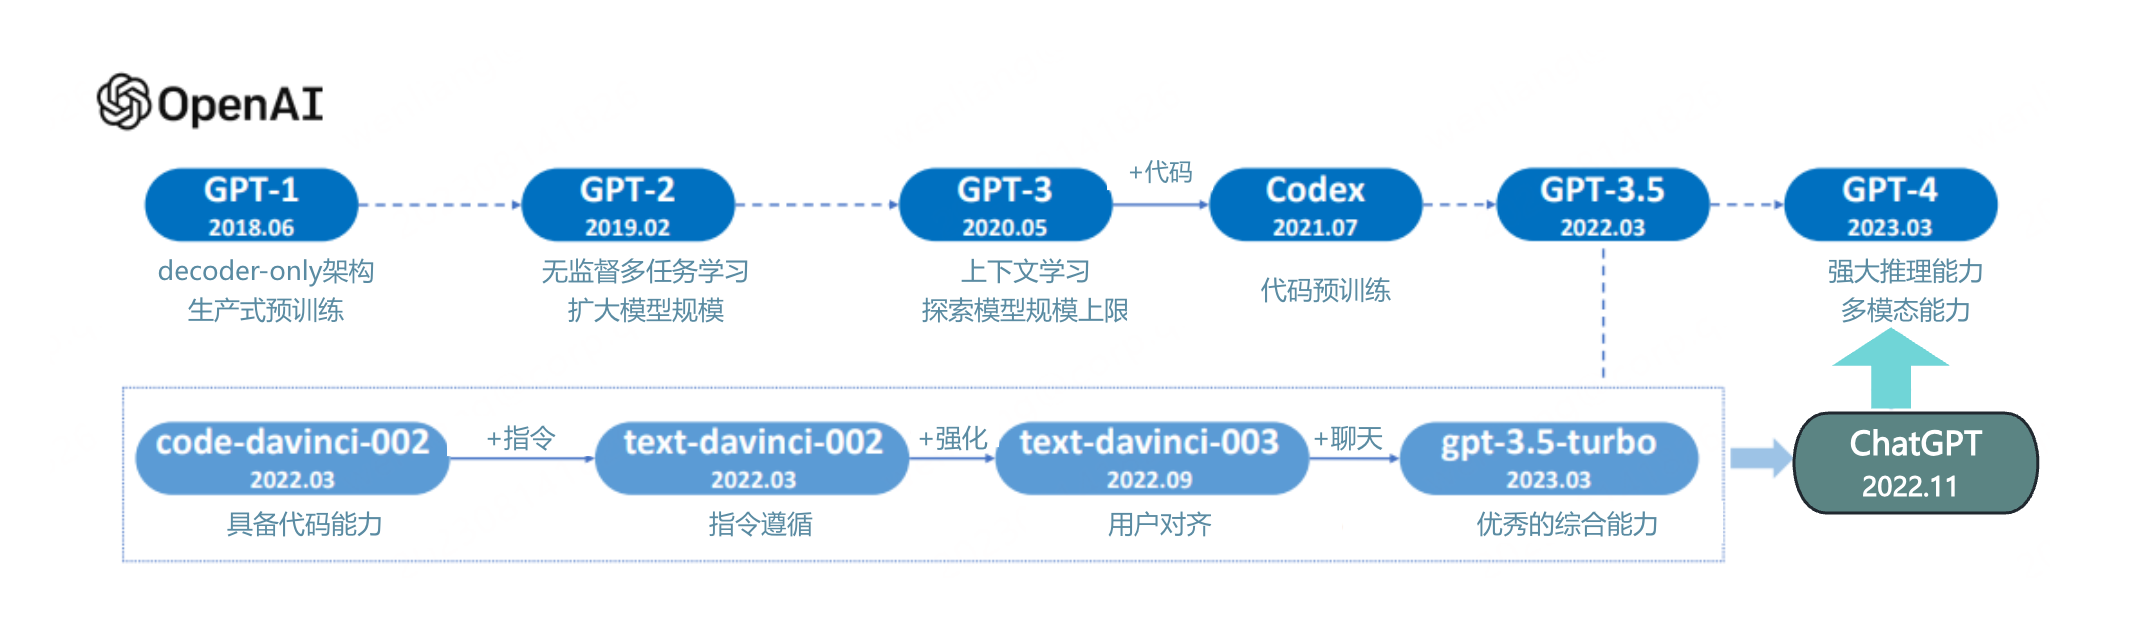 OpenAI
GPT-1
2018.06
decoder-only架构
生产式预训练
GPT-2
2019.02
无监督多任务学习
扩大模型规模
GPT-3
2020.05
上下文学习
探索模型规模上限
+代码
Codex
2021.07
代码预训练
GPT-3.5
2022.03
GPT-4
2023.03
强大推理能力
多模态能力
code-davinci-002
2022.03
具备代码能力
+指令
text-davinci-002
2022.03
指令遵循
+强化
text-davinci-003
2022.09
用户对齐
+聊天
gpt-3.5-turbo
2023.03
优秀的综合能力
ChatGPT
2022.11